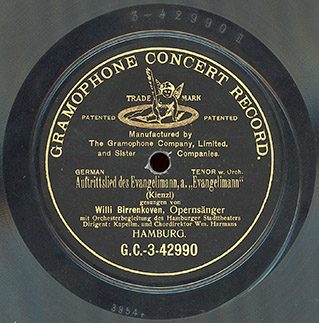 3-42990 II
GRAMOPHONE CONCERT RECORD.
TRADE MARK
PATENTED PATENTED
Manufactured by
The Gramophone Company, Limited,
and Sister Companies.
GERMAN TENOR w. Orch.
Auftrittslied des Evangelimann, a. „Evangelimann"
(Kienzl)
gesungen von
Willi Birrenkoven, Opernsänger
mit Orchesterbegleitung des Hamburger Stadttheaters
Dirigent: Kapellm. und Chordirektor Wm. Harmans
HAMBURG.
G.C.-3-42990
3954r